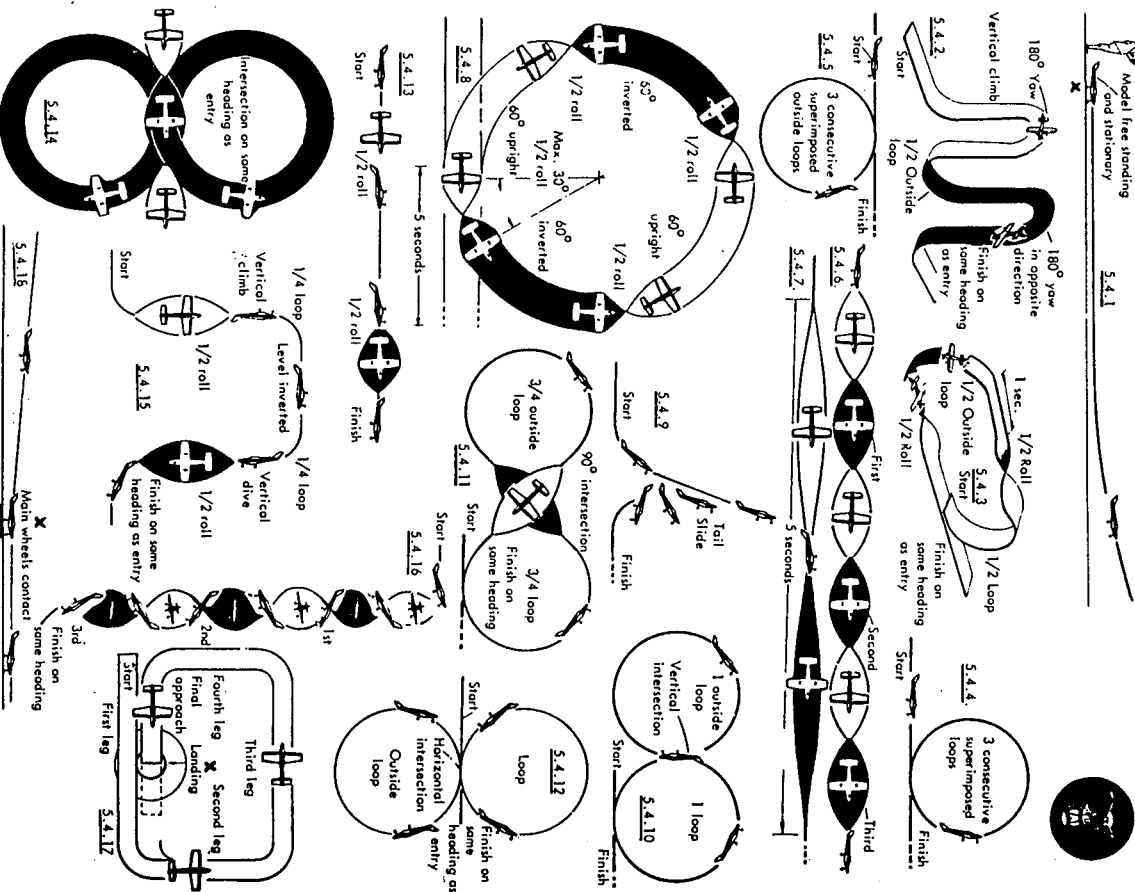 Model free standing
and stationary
5.4.1
5.4.2.
Vertical climb
180° Yaw
Start
1/2 Outside
loop
180° yaw
in opposite
direction
Finish on
same heading
as entry
1 sec.
1/2 Roll
5.4.3
Start
1/2 Outside
loop
1/2 Roll
1/2 Loop
Finish on
same heading
as entry
5.4.4.
Start
3 consecutive
superimposed
loops
Finish
5.4.5
Start
3 consecutive
superimposed
outside loops
Finish
5.4.6.
First
Second
Third
5.4.7.
5 seconds
5.4.8
1/2 roll
60°
inverted
1/2 roll
60°
upright
1/2 roll
60°
inverted
Max. 30°
1/2 roll
60° upright
5.4.9
Start
Tail
Slide
Finish
1 outside
loop
Vertical
intersection
Start
5.4.10
1 loop
Finish
3/4 outside
loop
5.4.11
90° intersection
Start
3/4 loop
Finish on
same heading
5.4.12
Start
Loop
Horizontal
intersection
Outside
loop
Finish on
same
heading as
entry
5.4.13
Start
1/2 roll
5 seconds
1/2 roll
Finish
5.4.14
Intersection on same
heading as
entry
Start
Vertical
climb
1/4 loop
1/2 roll
5.4.15
Level inverted
1/4 loop
Vertical
dive
1/2 roll
Finish on same
heading as entry
5.4.16
Start
1st
2nd
3rd
Finish on
same heading
5.4.16
Main wheels contact
Start
First leg
Second leg
Third leg
Fourth leg
Final
approach
Landing
5.4.17